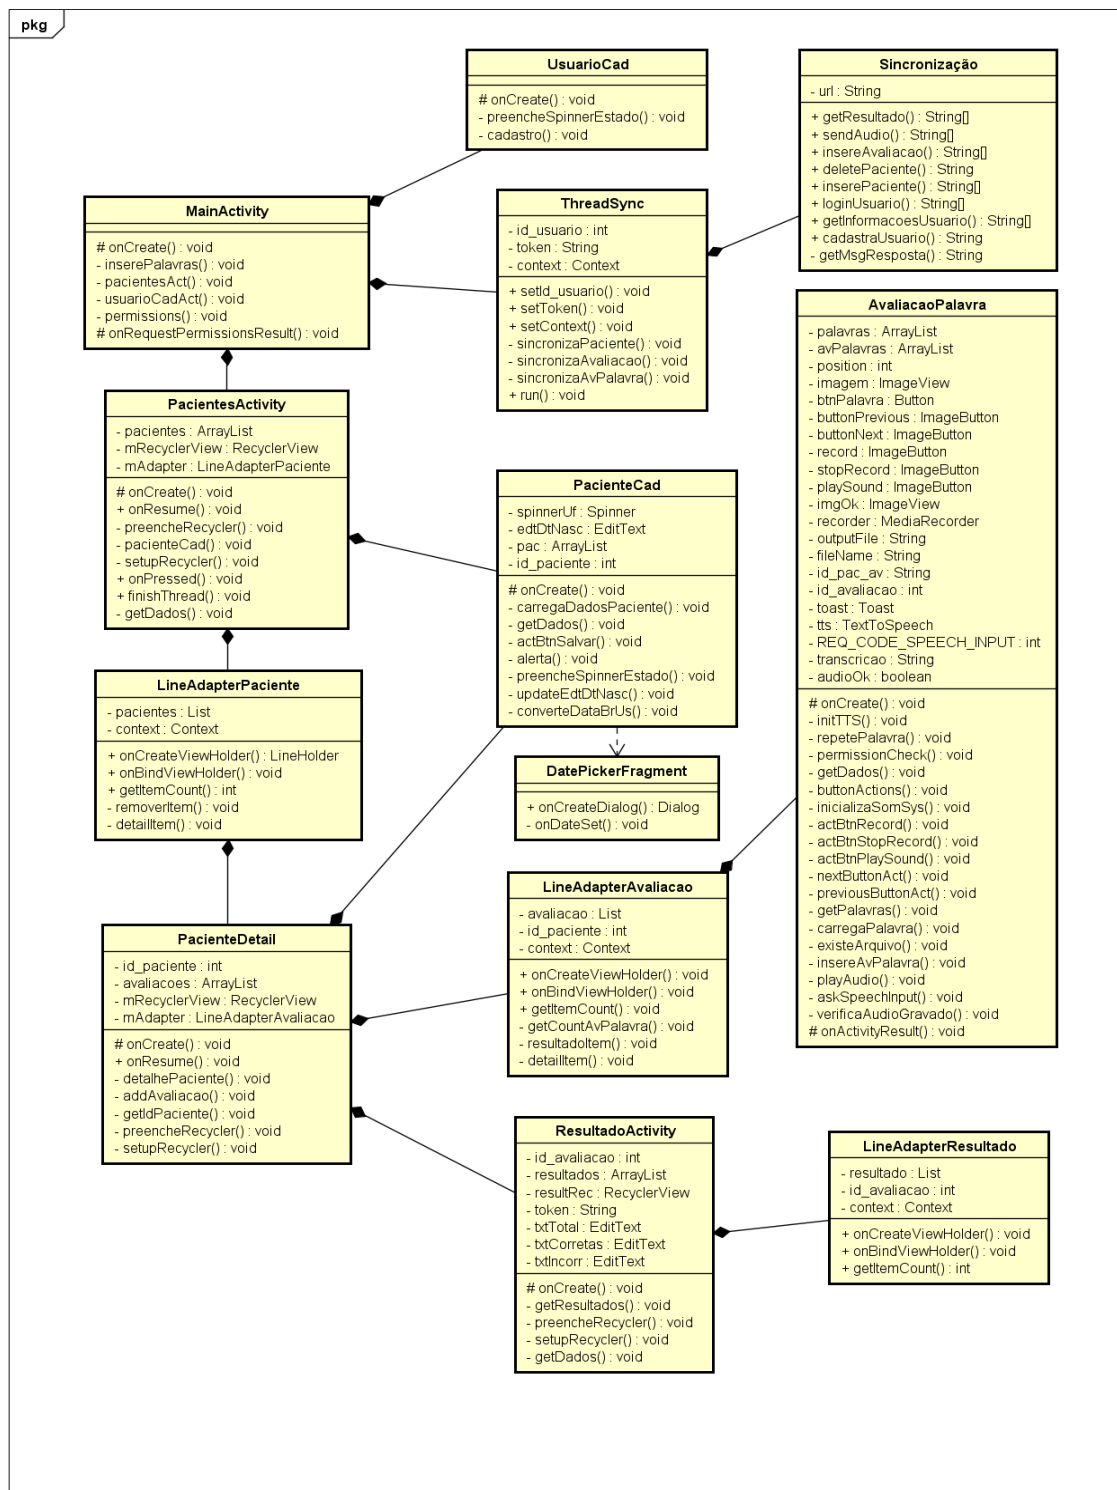 pkg
UsuarioCad
# onCreate() : void
- preencheSpinnerEstado() : void
- cadastro() : void
Sincronização
- url : String
+ getResultado() : String[]
+ sendAudio() : String[]
+ insereAvaliacao() : String[]
+ deletePaciente() : String
+ inserePaciente() : String[]
+ loginUsuario() : String[]
+ getInformacoesUsuario() : String[]
+ cadastraUsuario() : String
- getMsgResposta() : String
MainActivity
# onCreate() : void
- inserePalavras() : void
- pacientesAct() : void
- usuarioCadAct() : void
- permissions() : void
# onRequestPermissionsResult() : void
ThreadSync
- id_usuario : int
- token : String
- context : Context
+ setId_usuario() : void
+ setToken() : void
+ setContext() : void
- sincronizaPaciente() : void
- sincronizaAvaliacao() : void
- sincronizaAvPalavra() : void
+ run() : void
AvaliacaoPalavra
- palavras : ArrayList
- avPalavras : ArrayList
- position : int
- imagem : ImageView
- btnPalavra : Button
- buttonPrevious : ImageButton
- buttonNext : ImageButton
- record : ImageButton
- stopRecord : ImageButton
- playSound : ImageButton
- imgOk : ImageView
- recorder : MediaRecorder
- outputFile : String
- fileName : String
- id_pac_av : String
- id_avaliacao : int
- toast : Toast
- tts : TextToSpeech
- REQ_CODE_SPEECH_INPUT : int
- transcricao : String
- audioOk : boolean
# onCreate() : void
- initTTS() : void
- repetePalavra() : void
- permissionCheck() : void
- getDados() : void
- buttonActions() : void
- inicializaSomSys() : void
- actBtnRecord() : void
- actBtnStopRecord() : void
- actBtnPlaySound() : void
- nextButtonAct() : void
- previousButtonAct() : void
- getPalavras() : void
- carregaPalavra() : void
- existeArquivo() : void
- insereAvPalavra() : void
- playAudio() : void
- askSpeechInput() : void
- verificaAudioGravado() : void
# onActivityResult() : void
PacientesActivity
- pacientes : ArrayList
- mRecyclerView : RecyclerView
- mAdapter : LineAdapterPaciente
# onCreate() : void
+ onResume() : void
- preencheRecycler() : void
- pacienteCad() : void
- setupRecycler() : void
+ onPressed() : void
+ finishThread() : void
- getDados() : void
PacienteCad
- spinnerUf : Spinner
- edtDtNasc : EditText
- pac : ArrayList
- id_paciente : int
# onCreate() : void
- carregaDadosPaciente() : void
- getDados() : void
- actBtnSalvar() : void
- alerta() : void
- preencheSpinnerEstado() : void
- updateEdtDtNasc() : void
- converteDataBrUs() : void
LineAdapterPaciente
- pacientes : List
- context : Context
+ onCreateViewHolder() : LineHolder
+ onBindViewHolder() : void
+ getItemCount() : int
- removerItem() : void
- detailItem() : void
DatePickerFragment
+ onCreateDialog() : Dialog
- onDateSet() : void
LineAdapterAvaliacao
- avaliacao : List
- id_paciente : int
- context : Context
+ onCreateViewHolder() : void
+ onBindViewHolder() : void
+ getItemCount() : void
- getCountAvPalavra() : void
- resultadoItem() : void
- detailItem() : void
PacienteDetail
- id_paciente : int
- avaliacoes : ArrayList
- mRecyclerView : RecyclerView
- mAdapter : LineAdapterAvaliacao
# onCreate() : void
+ onResume() : void
- detalhePaciente() : void
- addAvaliacao() : void
- getIdPaciente() : void
- preencheRecycler() : void
- setupRecycler() : void
ResultadoActivity
- id_avaliacao : int
- resultados : ArrayList
- resultRec : RecyclerView
- token : String
- txtTotal : EditText
- txtCorretas : EditText
- txtIncorr : EditText
# onCreate() : void
- getResultados() : void
- preencheRecycler() : void
- setupRecycler() : void
- getDados() : void
LineAdapterResultado
- resultado : List
- id_avaliacao : int
- context : Context
+ onCreateViewHolder() : void
+ onBindViewHolder() : void
+ getItemCount() : int